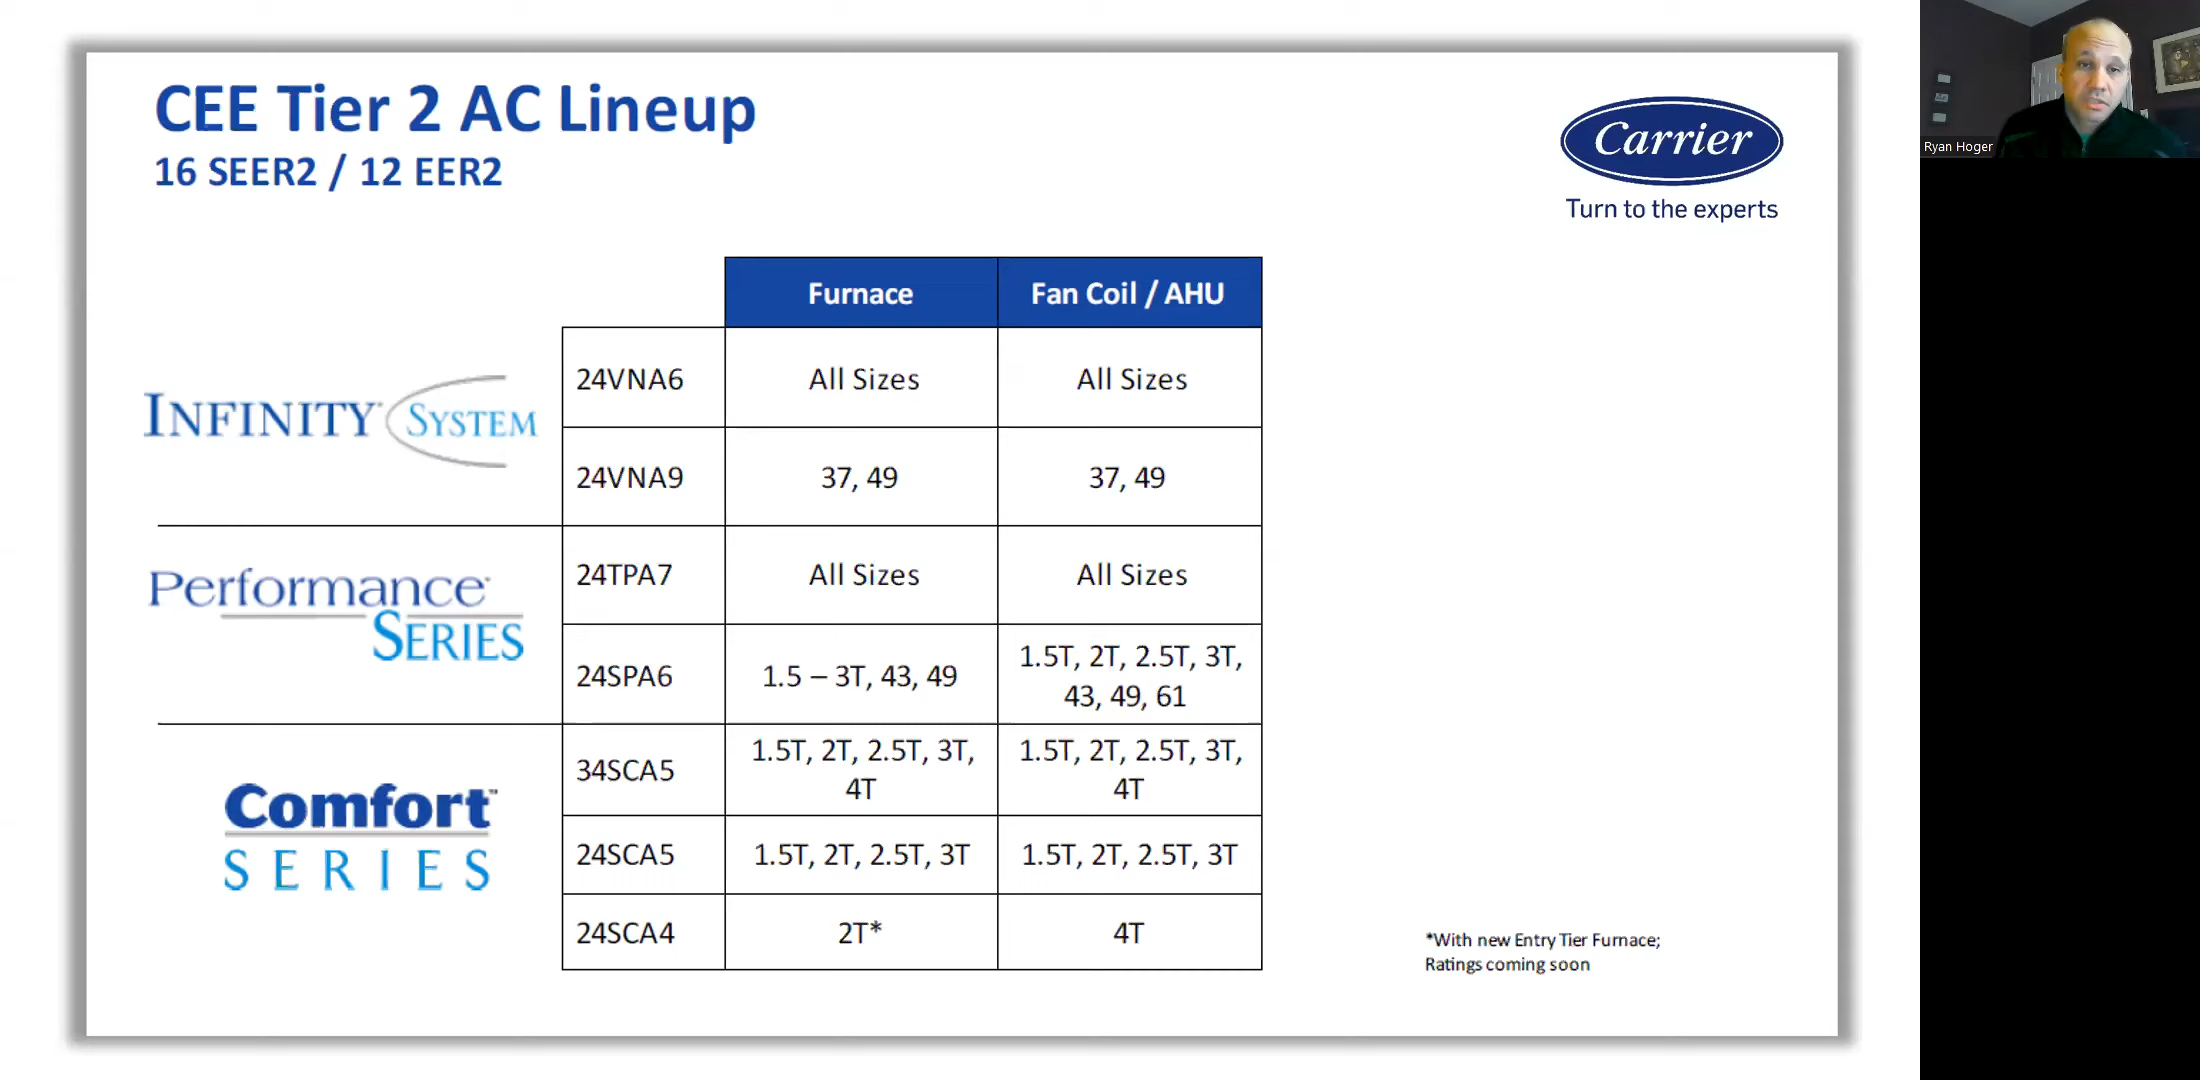 CEE Tier 2 AC Lineup
16 SEER2 / 12 EER2
Carrier
Turn to the experts
Ryan Hoger
Furnace
Fan Coil / AHU
INFINITY SYSTEM
24VNA6
All Sizes
All Sizes
24VNA9
37, 49
37, 49
Performance
SERIES
24TPA7
All Sizes
All Sizes
24SPA6
1.5 – 3T, 43, 49
1.5T, 2T, 2.5T, 3T,
43, 49, 61
Comfort™
SERIES
34SCA5
1.5T, 2T, 2.5T, 3T,
4T
1.5T, 2T, 2.5T, 3T,
4T
24SCA5
1.5T, 2T, 2.5T, 3T
1.5T, 2T, 2.5T, 3T
24SCA4
2T*
4T
*With new Entry Tier Furnace;
Ratings coming soon